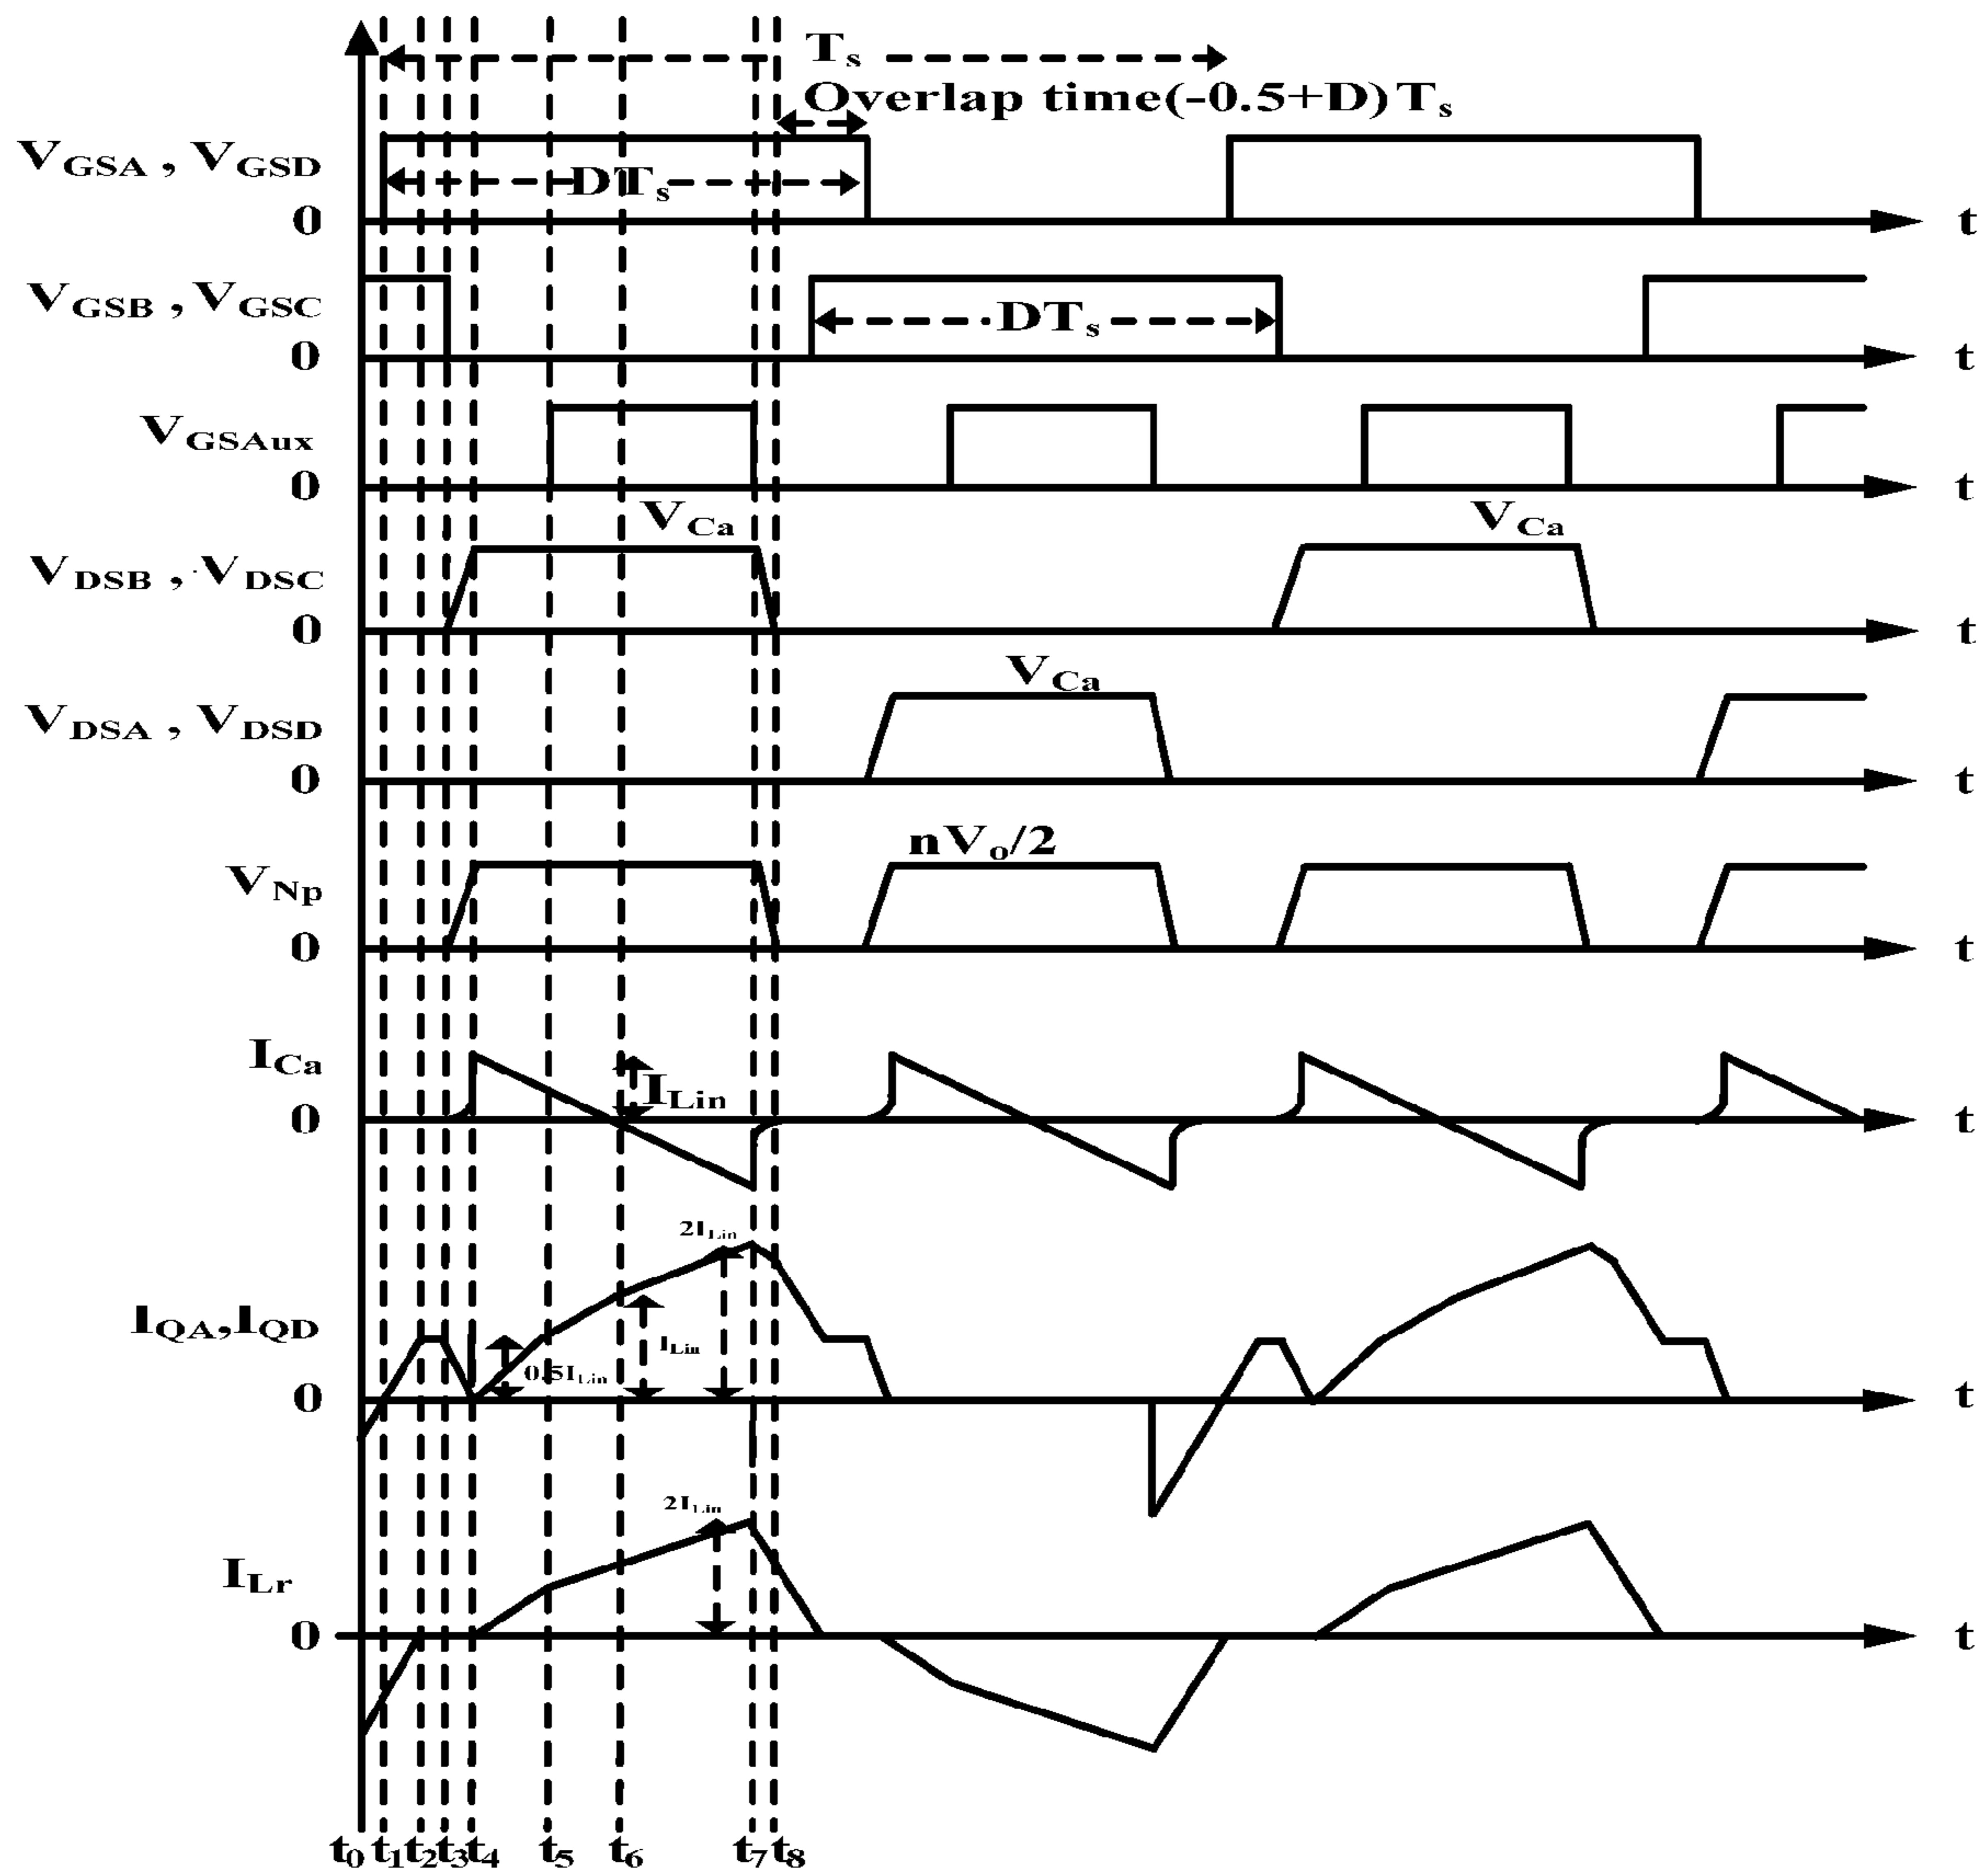 Ts
Overlap time(-0.5+D)Ts
VGSA , VGSD
DTs
0
t
VGSB , VGSC
DTs
0
t
VGSAux
0
t
VCa
VCa
VDSB , VDSC
0
t
VCa
VDSA , VDSD
0
t
nVo/2
VNp
0
t
ICa
ILin
0
t
2ILin
IQA,IQD
ILin
0.5ILin
0
t
2ILin
ILr
0
t
t0 t1 t2 t3 t4 t5 t6 t7 t8